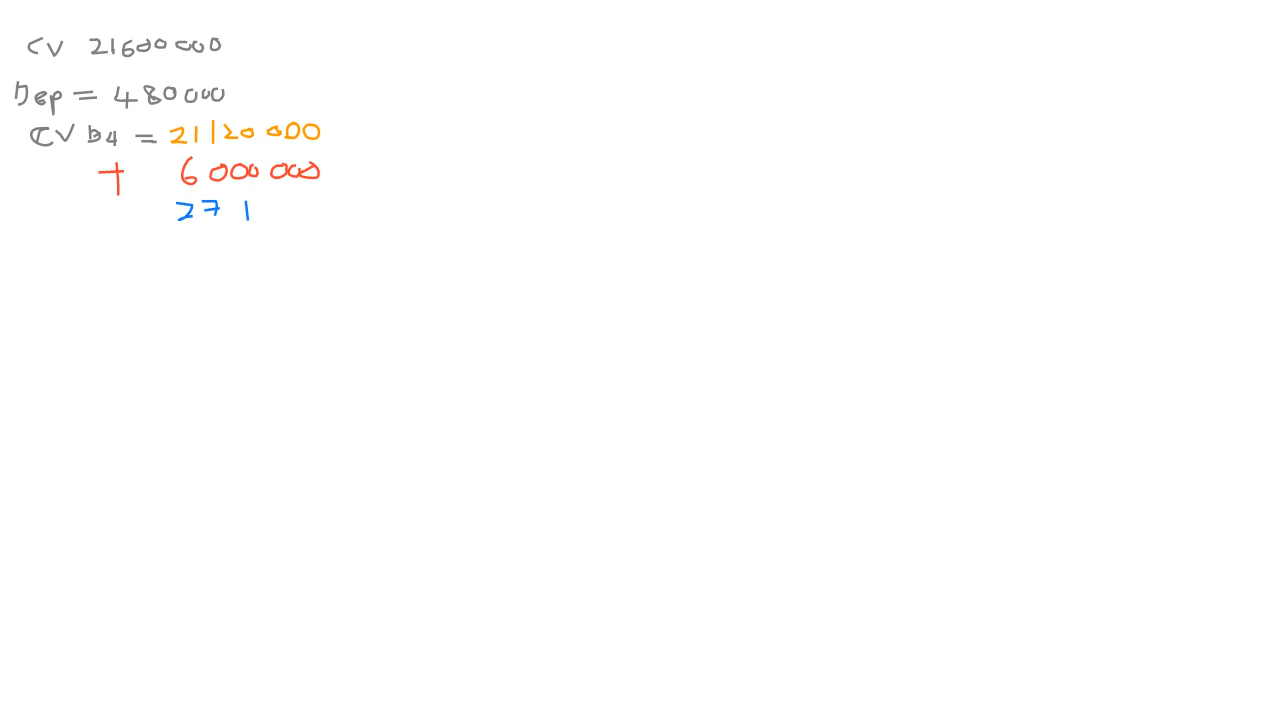 CV 21600000
Dep = 480000
CV b4 = 21120000
+ 6000000
271